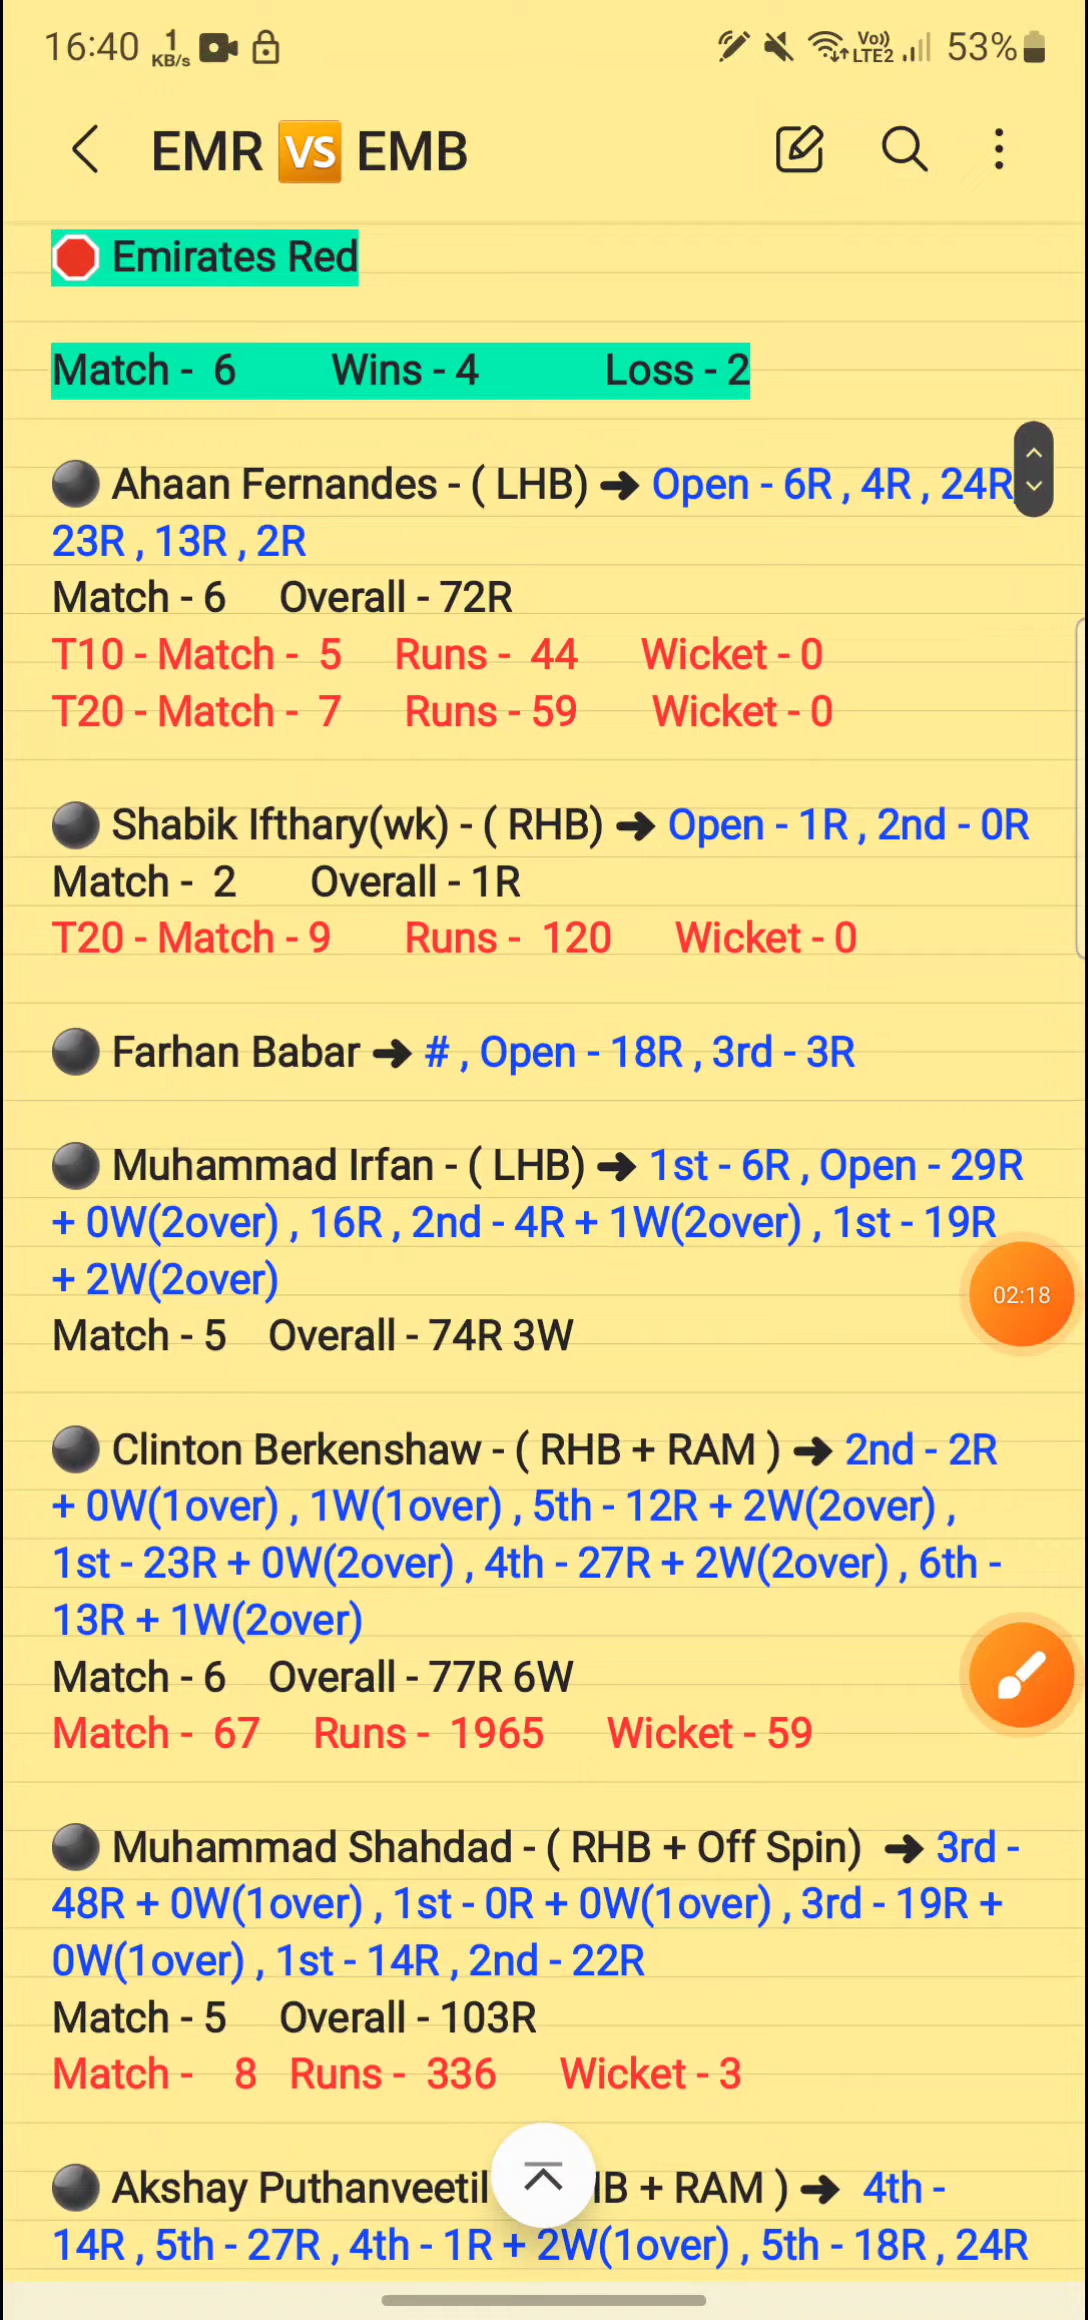 16:40 1 KB/s Vo)) LTE2 53%
EMR VS EMB
Emirates Red
Match - 6 Wins - 4 Loss - 2
Ahaan Fernandes - ( LHB) ➔ Open - 6R , 4R , 24R
23R , 13R , 2R
Match - 6 Overall - 72R
T10 - Match - 5 Runs - 44 Wicket - 0
T20 - Match - 7 Runs - 59 Wicket - 0
Shabik Ifthary(wk) - ( RHB) ➔ Open - 1R , 2nd - 0R
Match - 2 Overall - 1R
T20 - Match - 9 Runs - 120 Wicket - 0
Farhan Babar ➔ # , Open - 18R , 3rd - 3R
Muhammad Irfan - ( LHB) ➔ 1st - 6R , Open - 29R
+ 0W(2over) , 16R , 2nd - 4R + 1W(2over) , 1st - 19R
+ 2W(2over)
02:18
Match - 5 Overall - 74R 3W
Clinton Berkenshaw - ( RHB + RAM ) ➔ 2nd - 2R
+ 0W(1over) , 1W(1over) , 5th - 12R + 2W(2over) ,
1st - 23R + 0W(2over) , 4th - 27R + 2W(2over) , 6th -
13R + 1W(2over)
Match - 6 Overall - 77R 6W
Match - 67 Runs - 1965 Wicket - 59
Muhammad Shahdad - ( RHB + Off Spin) ➔ 3rd -
48R + 0W(1over) , 1st - 0R + 0W(1over) , 3rd - 19R +
0W(1over) , 1st - 14R , 2nd - 22R
Match - 5 Overall - 103R
Match - 8 Runs - 336 Wicket - 3
Akshay Puthanveetil HB + RAM ) ➔ 4th -
14R , 5th - 27R , 4th - 1R + 2W(1over) , 5th - 18R , 24R